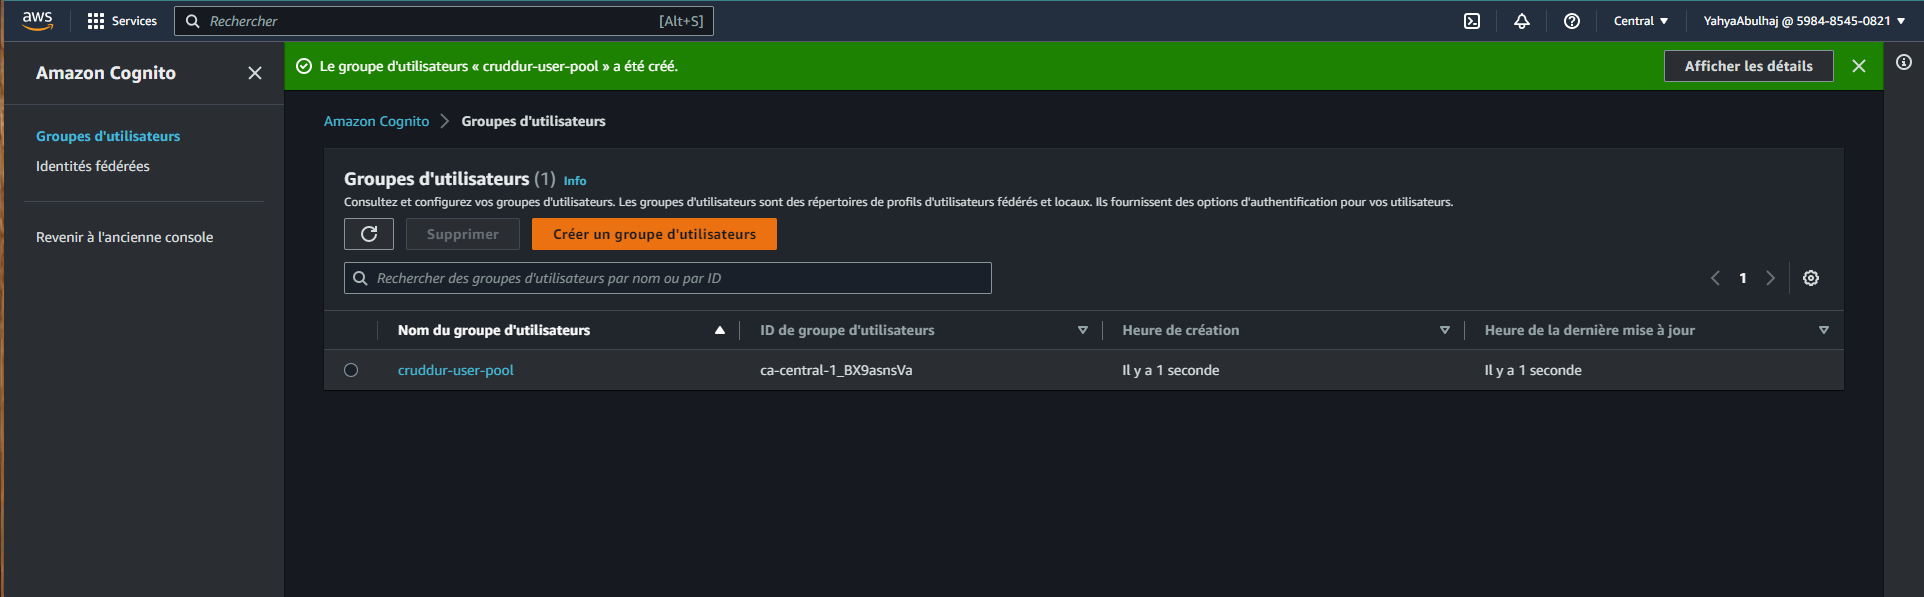 aws Services Rechercher [Alt+S] Central YahyaAbulhaj @ 5984-8545-0821
Amazon Cognito
Groupes d'utilisateurs
Identités fédérées
Revenir à l'ancienne console
Le groupe d'utilisateurs « cruddur-user-pool » a été créé. Afficher les détails
Amazon Cognito Groupes d'utilisateurs
Groupes d'utilisateurs (1) Info
Consultez et configurez vos groupes d'utilisateurs. Les groupes d'utilisateurs sont des répertoires de profils d'utilisateurs fédérés et locaux. Ils fournissent des options d'authentification pour vos utilisateurs.
Supprimer Créer un groupe d'utilisateurs
Rechercher des groupes d'utilisateurs par nom ou par ID 1
Nom du groupe d'utilisateurs ID de groupe d'utilisateurs Heure de création Heure de la dernière mise à jour
cruddur-user-pool ca-central-1_BX9asnsVa Il y a 1 seconde Il y a 1 seconde